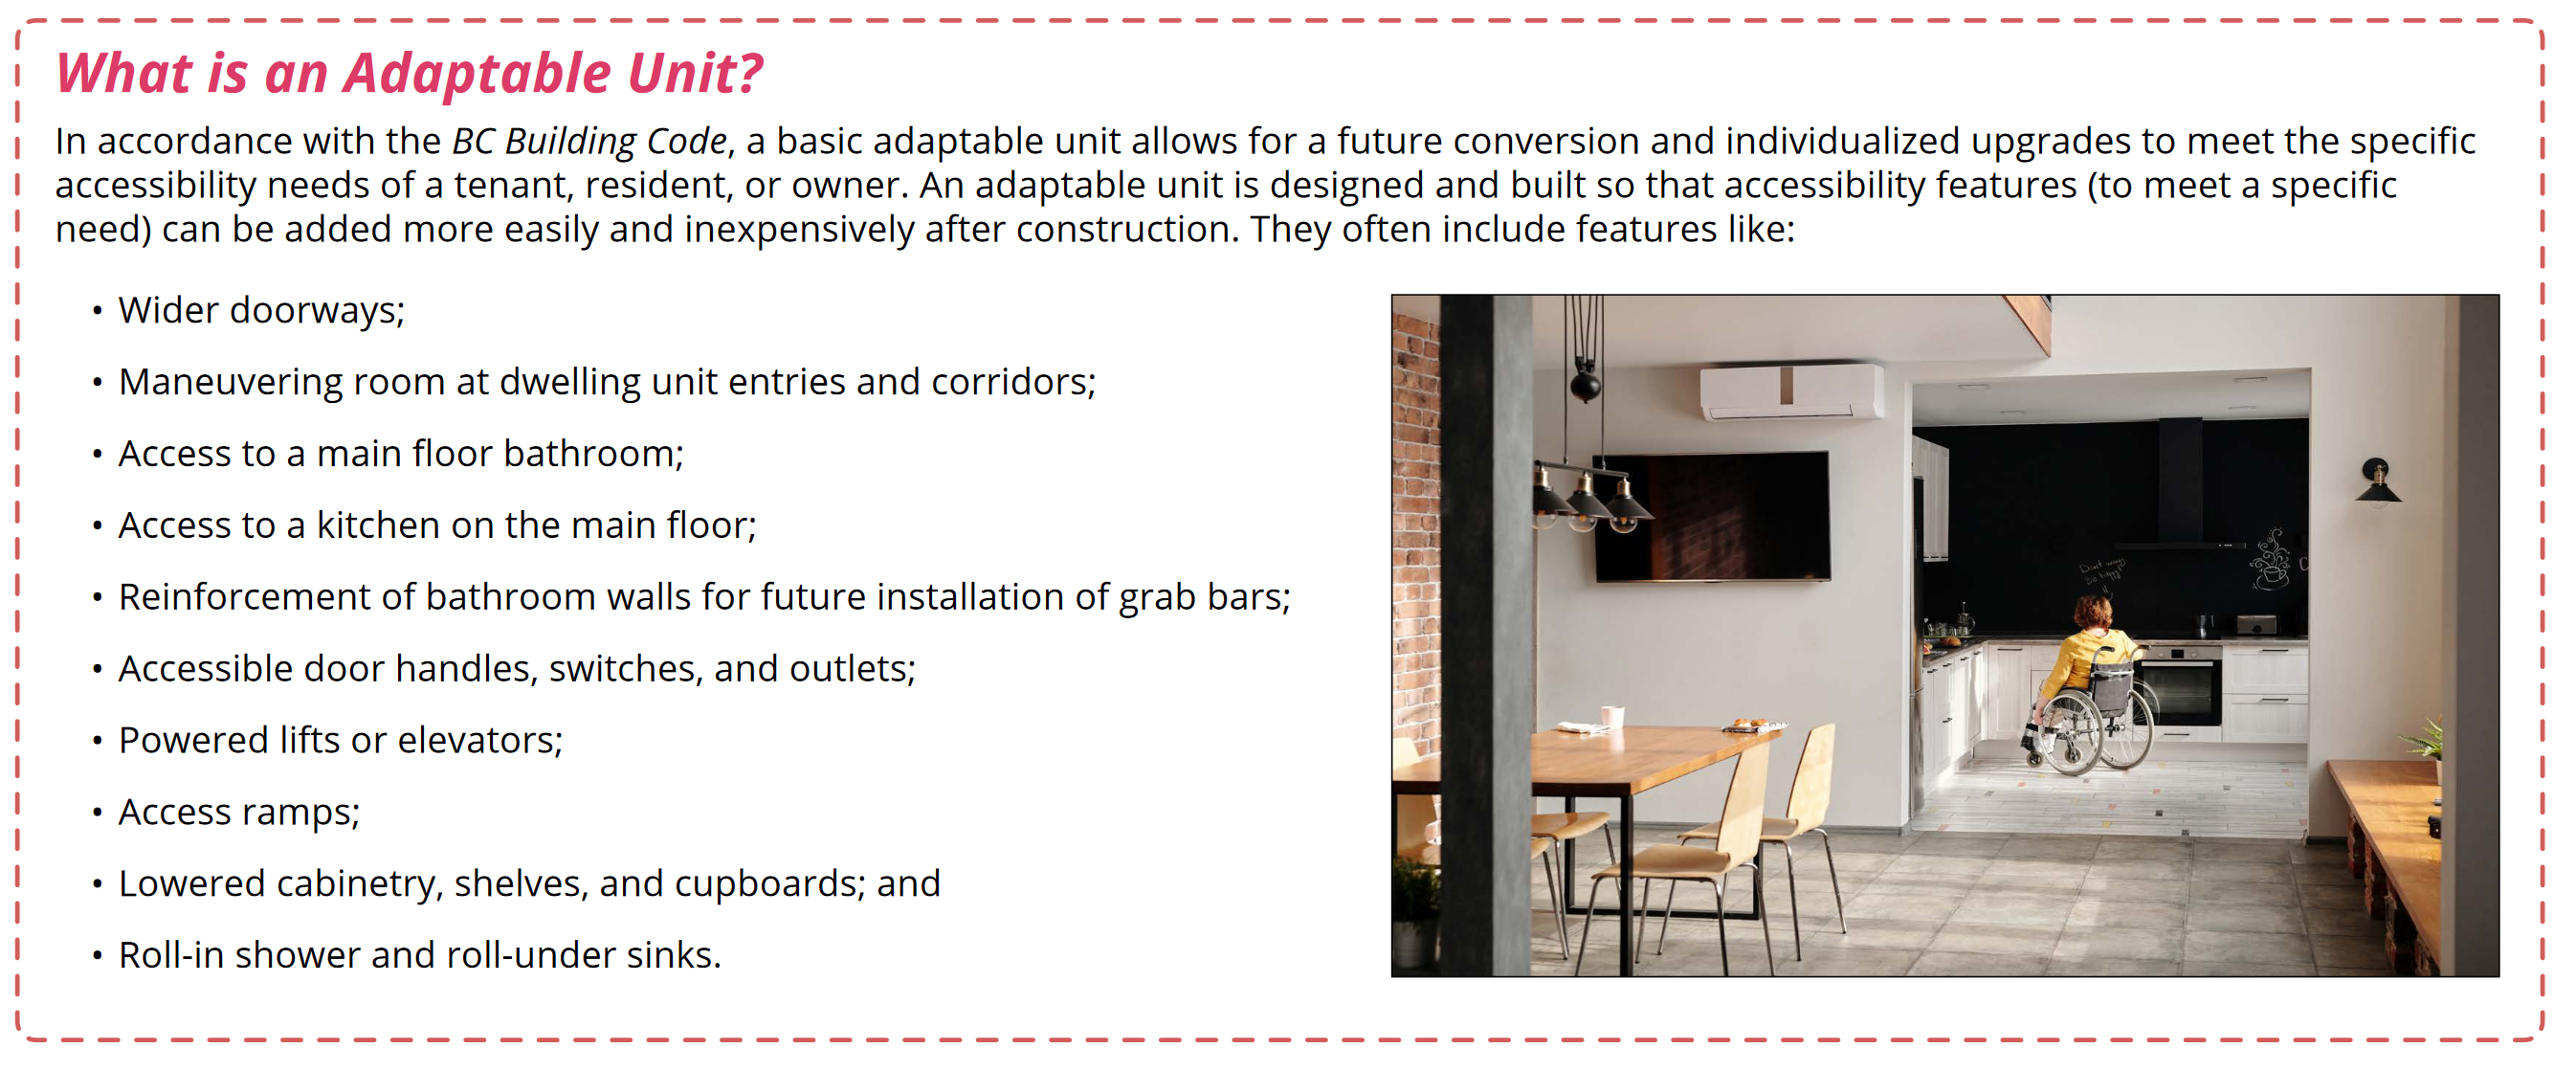 What is an Adaptable Unit?
In accordance with the BC Building Code, a basic adaptable unit allows for a future conversion and individualized upgrades to meet the specific
accessibility needs of a tenant, resident, or owner. An adaptable unit is designed and built so that accessibility features (to meet a specific
need) can be added more easily and inexpensively after construction. They often include features like:
• Wider doorways;
• Maneuvering room at dwelling unit entries and corridors;
• Access to a main floor bathroom;
• Access to a kitchen on the main floor;
• Reinforcement of bathroom walls for future installation of grab bars;
• Accessible door handles, switches, and outlets;
• Powered lifts or elevators;
• Access ramps;
• Lowered cabinetry, shelves, and cupboards; and
• Roll-in shower and roll-under sinks.
Don't worry
Be happy